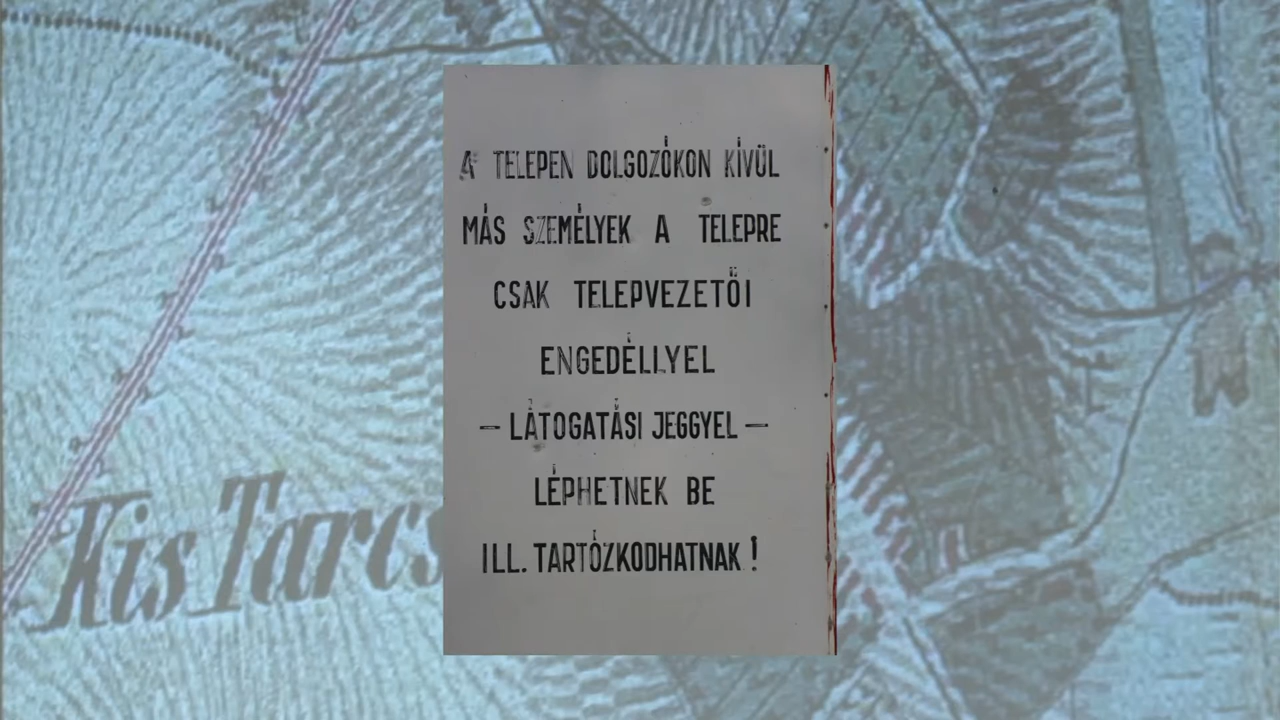 A TELEPEN DOLGOZÓKON KÍVÜL
MÁS SZEMÉLYEK A TELEPRE
CSAK TELEPVEZETŐI
ENGEDÉLLYEL
– LÁTOGATÁSI JEGGYEL –
LÉPHETNEK BE
ILL. TARTÓZKODHATNAK !
Kis Tarcs